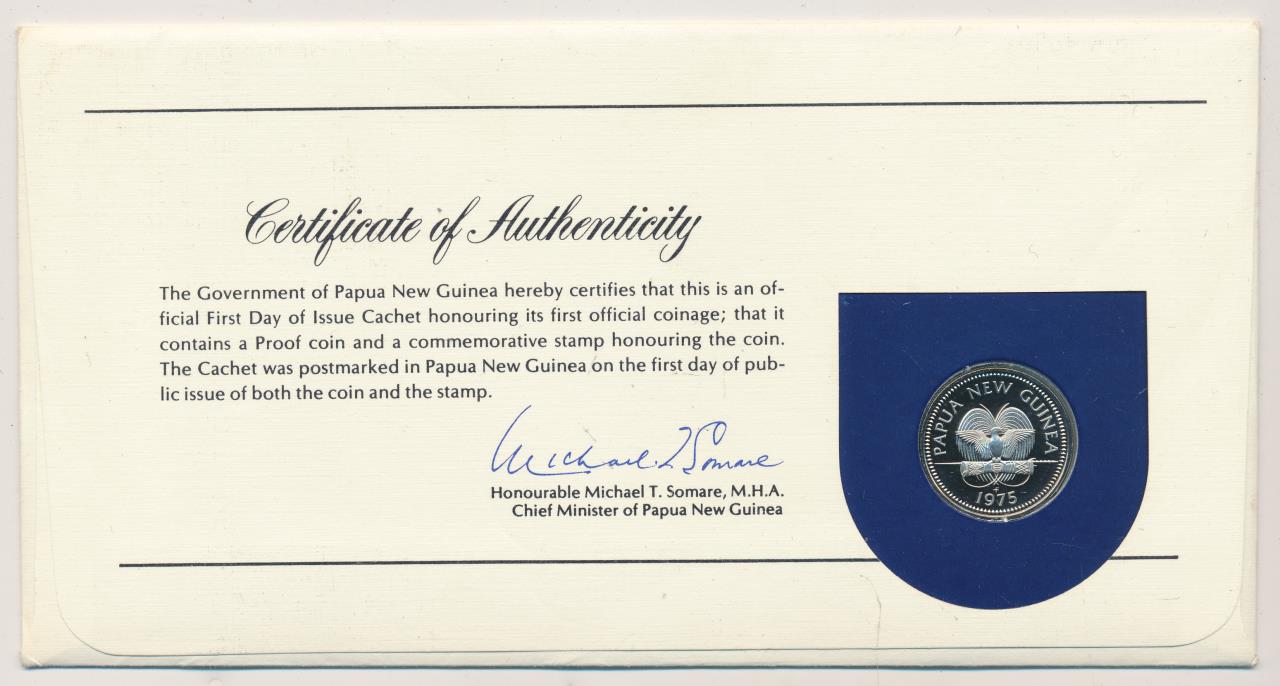 Certificate of Authenticity
The Government of Papua New Guinea hereby certifies that this is an of-
ficial First Day of Issue Cachet honouring its first official coinage; that it
contains a Proof coin and a commemorative stamp honouring the coin.
The Cachet was postmarked in Papua New Guinea on the first day of pub-
lic issue of both the coin and the stamp.
Michael T Somare
Honourable Michael T. Somare, M.H.A.
Chief Minister of Papua New Guinea
PAPUA NEW GUINEA
1975